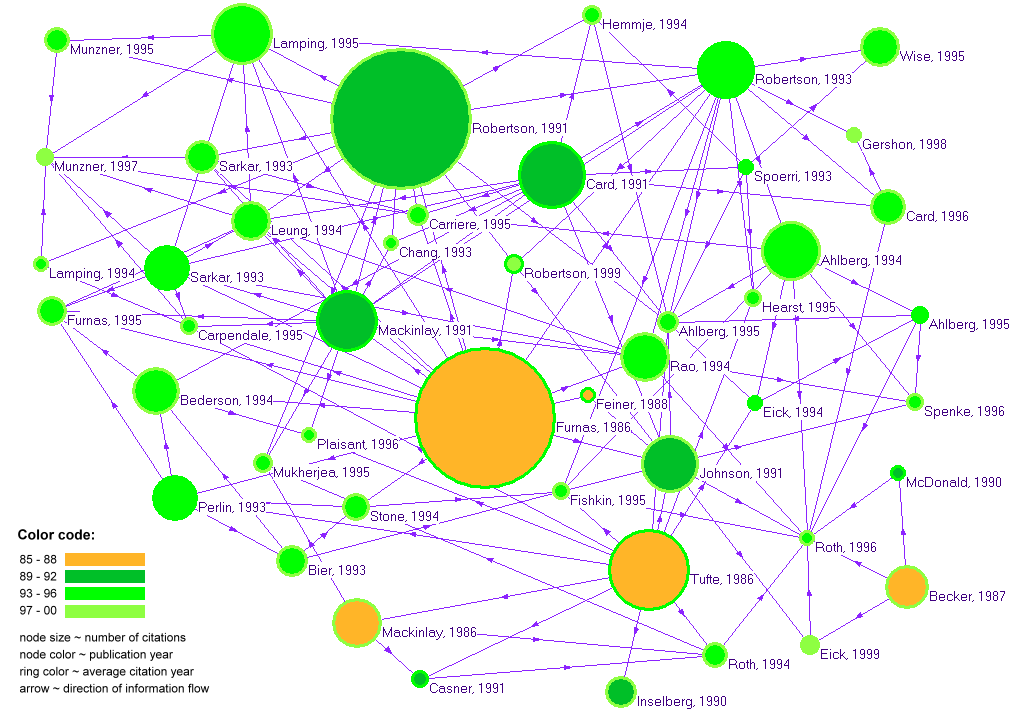 Hemmje, 1994
Lamping, 1995
Munzner, 1995
Wise, 1995
Robertson, 1993
Robertson, 1991
Gershon, 1998
Munzner, 1997
Sarkar, 1993
Spoerri, 1993
Card, 1991
Card, 1996
Carriere, 1995
Leung, 1994
Chang, 1993
Ahlberg, 1994
Lamping, 1994
Sarkar, 1993
Robertson, 1999
Hearst, 1995
Furnas, 1995
Carpendale, 1995
Mackinlay, 1991
Ahlberg, 1995
Ahlberg, 1995
Rao, 1994
Bederson, 1994
Feiner, 1988
Eick, 1994
Spenke, 1996
Furnas, 1986
Plaisant, 1996
Mukherjea, 1995
Johnson, 1991
McDonald, 1990
Perlin, 1993
Stone, 1994
Fishkin, 1995
Roth, 1996
Bier, 1993
Tufte, 1986
Becker, 1987
Mackinlay, 1986
Eick, 1999
Roth, 1994
Casner, 1991
Inselberg, 1990
Color code:
85 - 88
89 - 92
93 - 96
97 - 00
node size ~ number of citations
node color ~ publication year
ring color ~ average citation year
arrow ~ direction of information flow